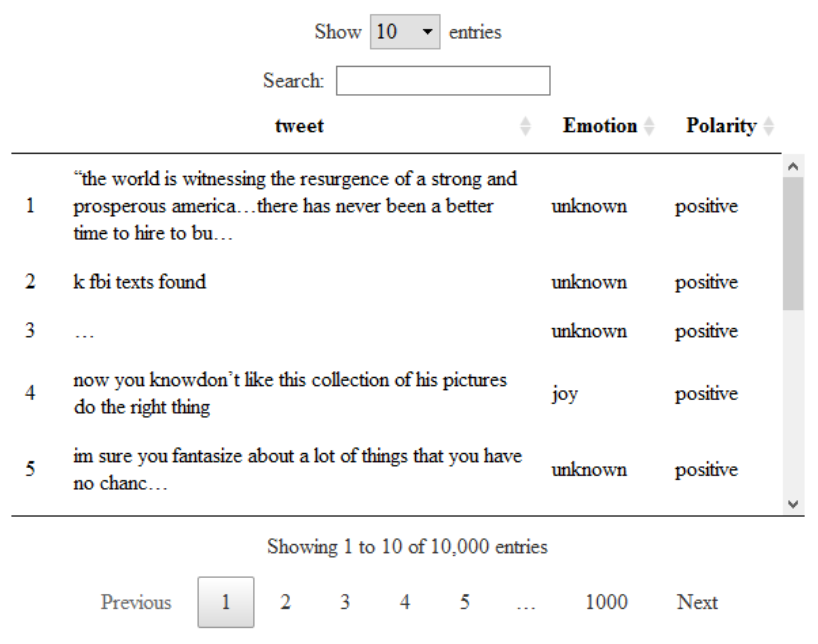 Show 10 entries
Search:
tweet Emotion Polarity
“the world is witnessing the resurgence of a strong and
1 prosperous america…there has never been a better unknown positive
time to hire to bu…
2 k fbi texts found unknown positive
3 … unknown positive
now you knowdon’t like this collection of his pictures
4 joy positive
do the right thing
im sure you fantasize about a lot of things that you have
5 unknown positive
no chanc…
Showing 1 to 10 of 10,000 entries
Previous 1 2 3 4 5 … 1000 Next